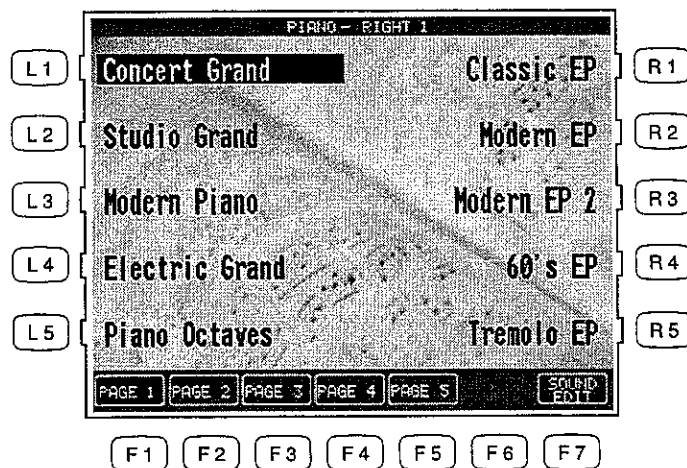 PIANO - RIGHT 1
L1 Concert Grand Classic EP R1
L2 Studio Grand Modern EP R2
L3 Modern Piano Modern EP 2 R3
L4 Electric Grand 60's EP R4
L5 Piano Octaves Tremolo EP R5
PAGE 1 PAGE 2 PAGE 3 PAGE 4 PAGE 5 SOUND EDIT
F1 F2 F3 F4 F5 F6 F7